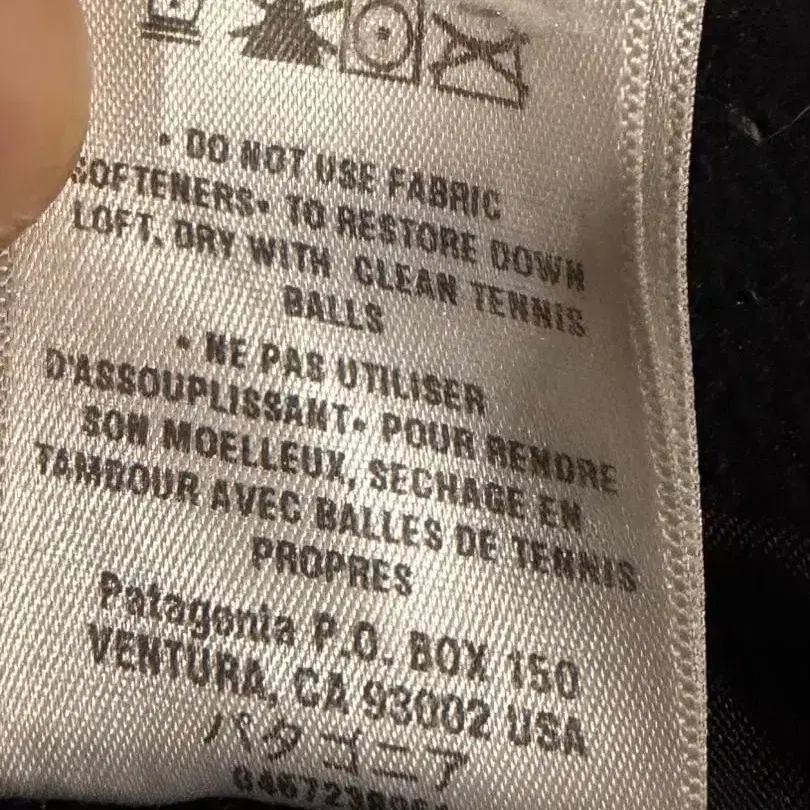 • DO NOT USE FABRIC
SOFTENERS• TO RESTORE DOWN
LOFT, DRY WITH CLEAN TENNIS
BALLS
• NE PAS UTILISER
D'ASSOUPLISSANT• POUR RENDRE
SON MOELLEUX, SECHAGE EN
TAMBOUR AVEC BALLES DE TENNIS
PROPRES
Patagonia P.O. BOX 150
VENTURA, CA 93002 USA
パタゴニア